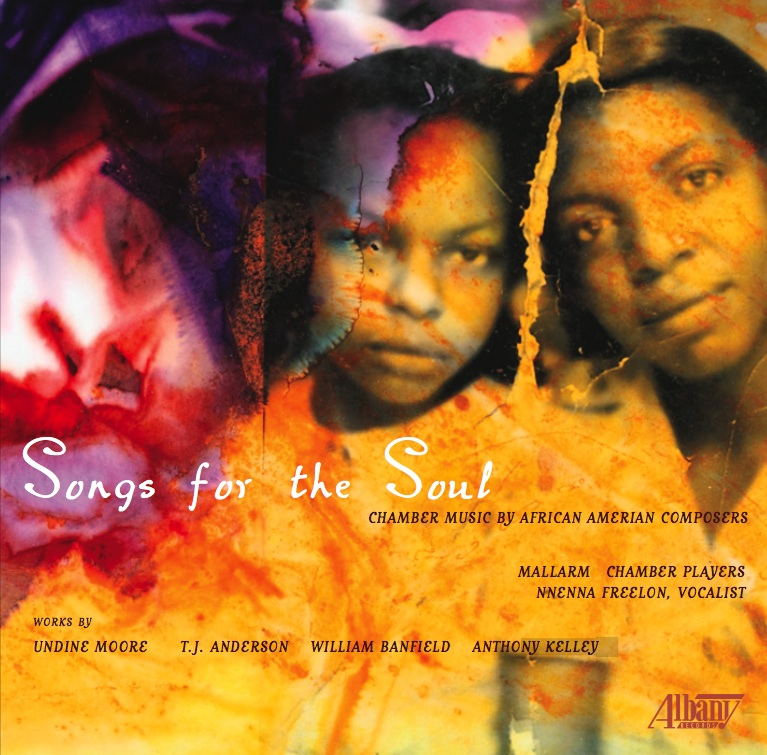 Songs for the Soul
CHAMBER MUSIC BY AFRICAN AMERIAN COMPOSERS
MALLARM CHAMBER PLAYERS
NNENNA FREELON, VOCALIST
WORKS BY
UNDINE MOORE T.J. ANDERSON WILLIAM BANFIELD ANTHONY KELLEY
Albany
RECORDS